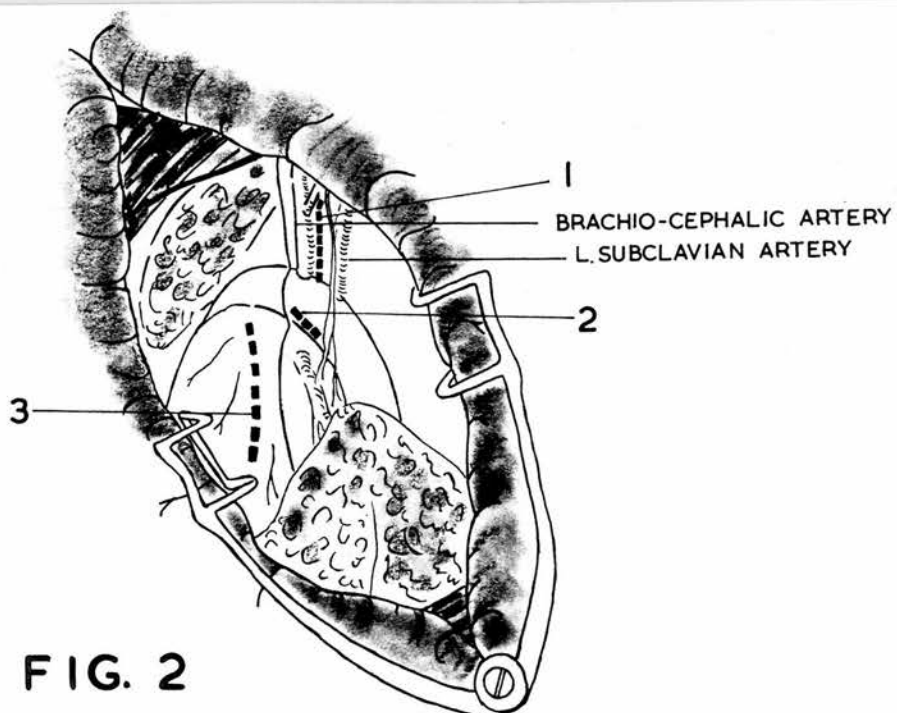 1
BRACHIO-CEPHALIC ARTERY
L. SUBCLAVIAN ARTERY
2
3
FIG. 2